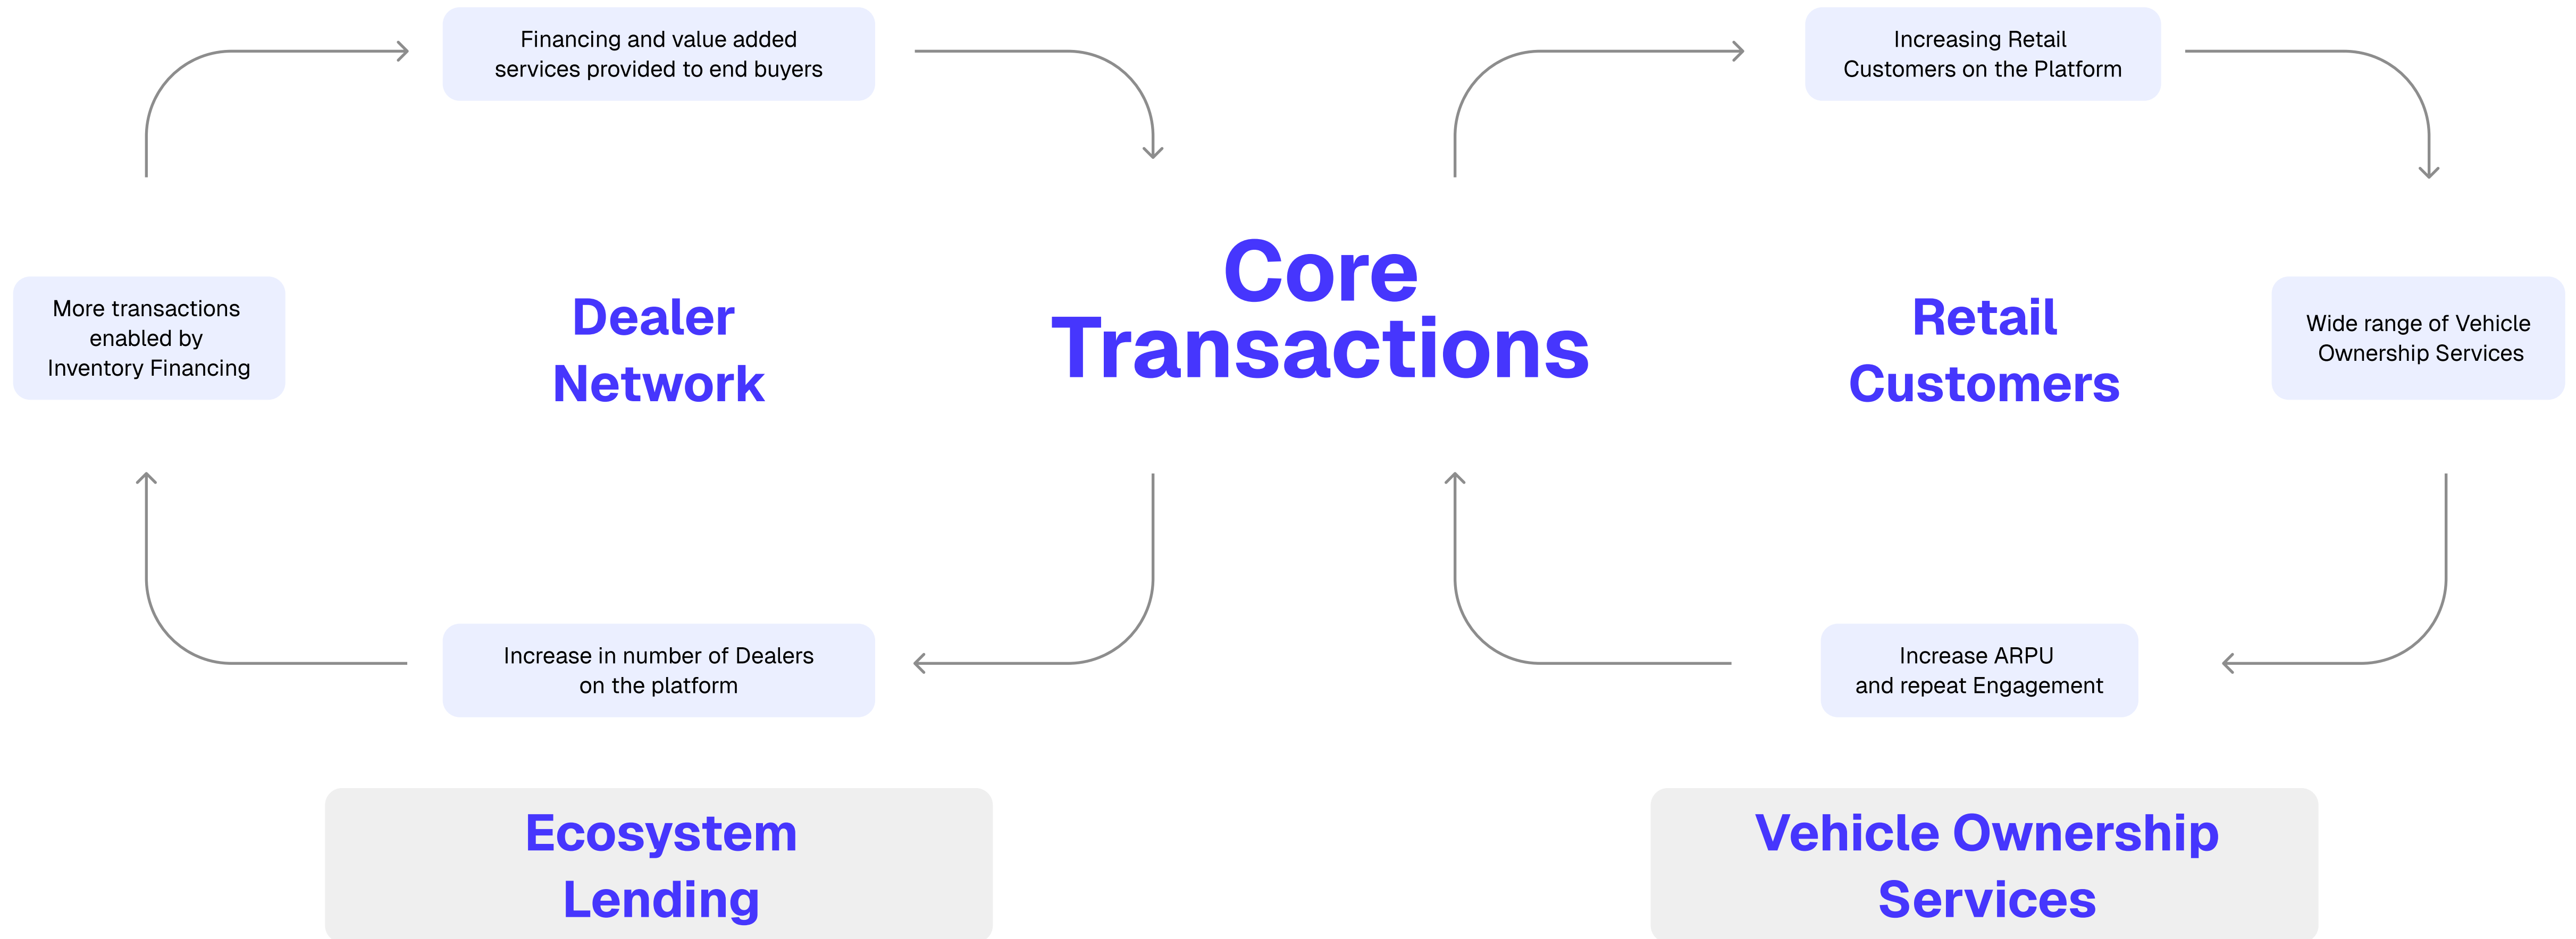 Financing and value added
services provided to end buyers
Increasing Retail
Customers on the Platform
More transactions
enabled by
Inventory Financing
Dealer
Network
Core
Transactions
Retail
Customers
Wide range of Vehicle
Ownership Services
Increase in number of Dealers
on the platform
Increase ARPU
and repeat Engagement
Ecosystem
Lending
Vehicle Ownership
Services